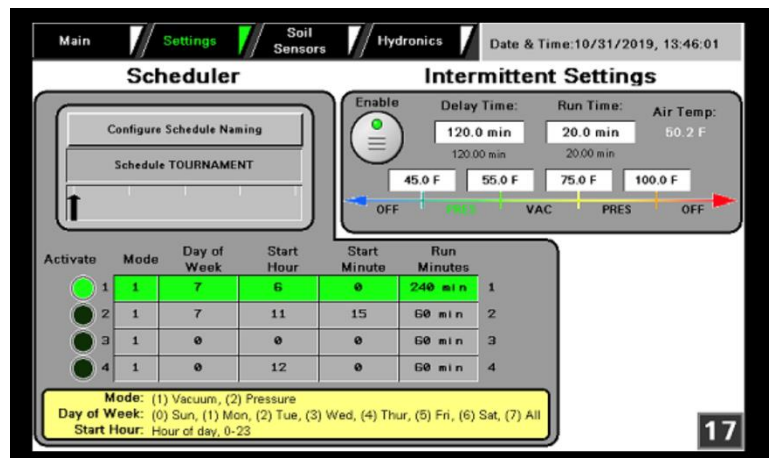 Main Settings Soil Sensors Hydronics Date & Time:10/31/2019, 13:46:01
Scheduler
Configure Schedule Naming
Schedule TOURNAMENT
Intermittent Settings
Enable Delay Time: Run Time: Air Temp:
120.0 min 20.0 min 50.2 F
120.00 min 20.00 min
45.0 F 55.0 F 75.0 F 100.0 F
OFF PRES VAC PRES OFF
Activate Mode Day of Week Start Hour Start Minute Run Minutes
1 1 7 6 0 240 min 1
2 1 7 11 15 60 min 2
3 1 0 0 0 60 min 3
4 1 0 12 0 60 min 4
Mode: (1) Vacuum, (2) Pressure
Day of Week: (0) Sun, (1) Mon, (2) Tue, (3) Wed, (4) Thur, (5) Fri, (6) Sat, (7) All
Start Hour: Hour of day, 0-23
17